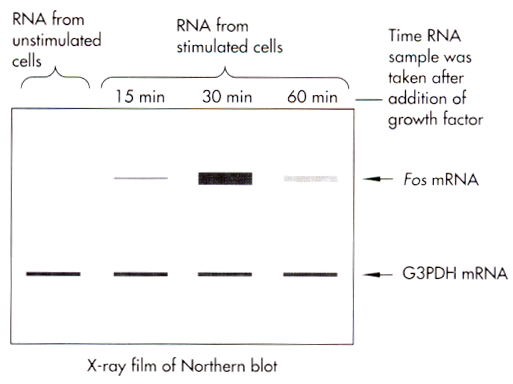 RNA from
unstimulated
cells
RNA from
stimulated cells
Time RNA
sample was
taken after
addition of
growth factor
15 min
30 min
60 min
Fos mRNA
G3PDH mRNA
X-ray film of Northern blot